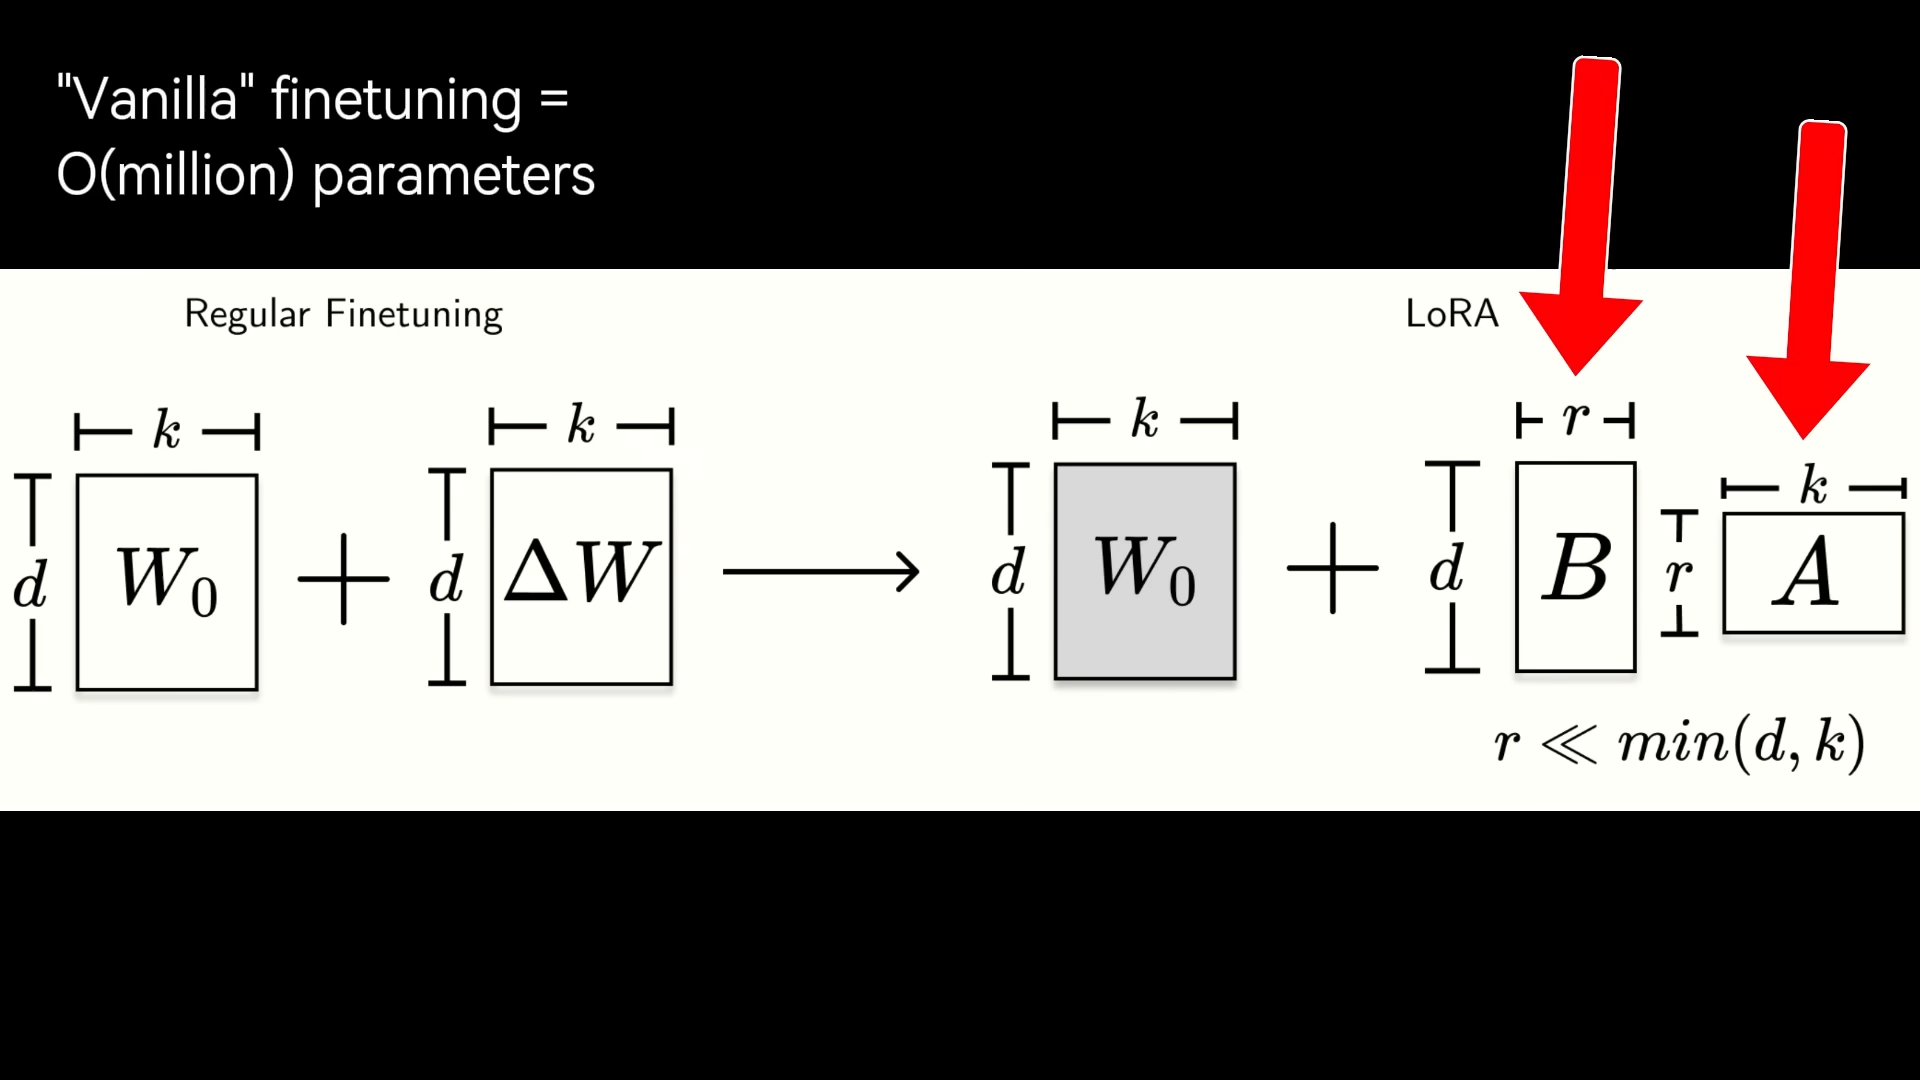 "Vanilla" finetuning =
O(million) parameters
Regular Finetuning
k
d
W₀
+
k
d
ΔW
LoRA
k
d
W₀
+
r
d
B
k
r
A
r ≪ min(d, k)